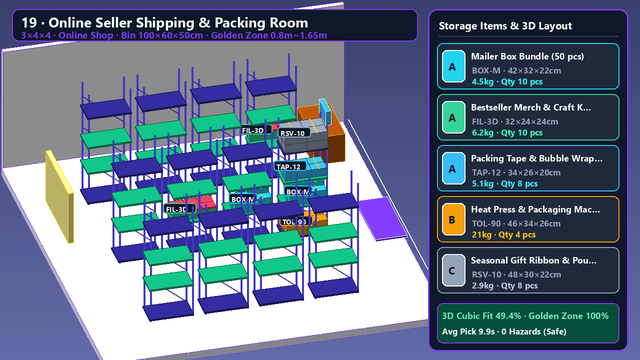 19 · Online Seller Shipping & Packing Room
3×4×4 · Online Shop · Bin 100×60×50cm · Golden Zone 0.8m~1.65m
FIL-3D
RSV-10
TAP-12
BOX-M
BOX-M
FIL-3D
TOL-90
Storage Items & 3D Layout
A
Mailer Box Bundle (50 pcs)
BOX-M · 42×32×22cm
4.5kg · Qty 10 pcs
A
Bestseller Merch & Craft K...
FIL-3D · 32×24×24cm
6.2kg · Qty 10 pcs
A
Packing Tape & Bubble Wrap...
TAP-12 · 34×26×20cm
5.1kg · Qty 8 pcs
B
Heat Press & Packaging Mac...
TOL-90 · 46×34×26cm
21kg · Qty 4 pcs
C
Seasonal Gift Ribbon & Pou...
RSV-10 · 48×30×22cm
2.9kg · Qty 8 pcs
3D Cubic Fit 49.4% · Golden Zone 100%
Avg Pick 9.9s · 0 Hazards (Safe)